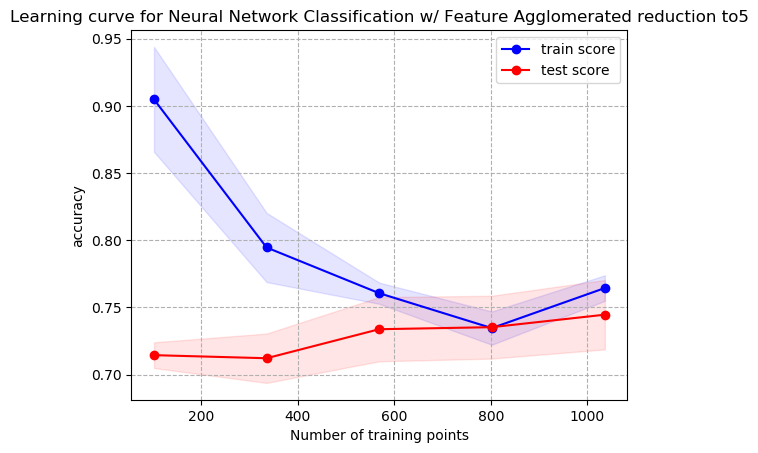 Learning curve for Neural Network Classification w/ Feature Agglomerated reduction to5
train score
test score
0.95
0.90
0.85
0.80
0.75
0.70
accuracy
200
400
600
800
1000
Number of training points